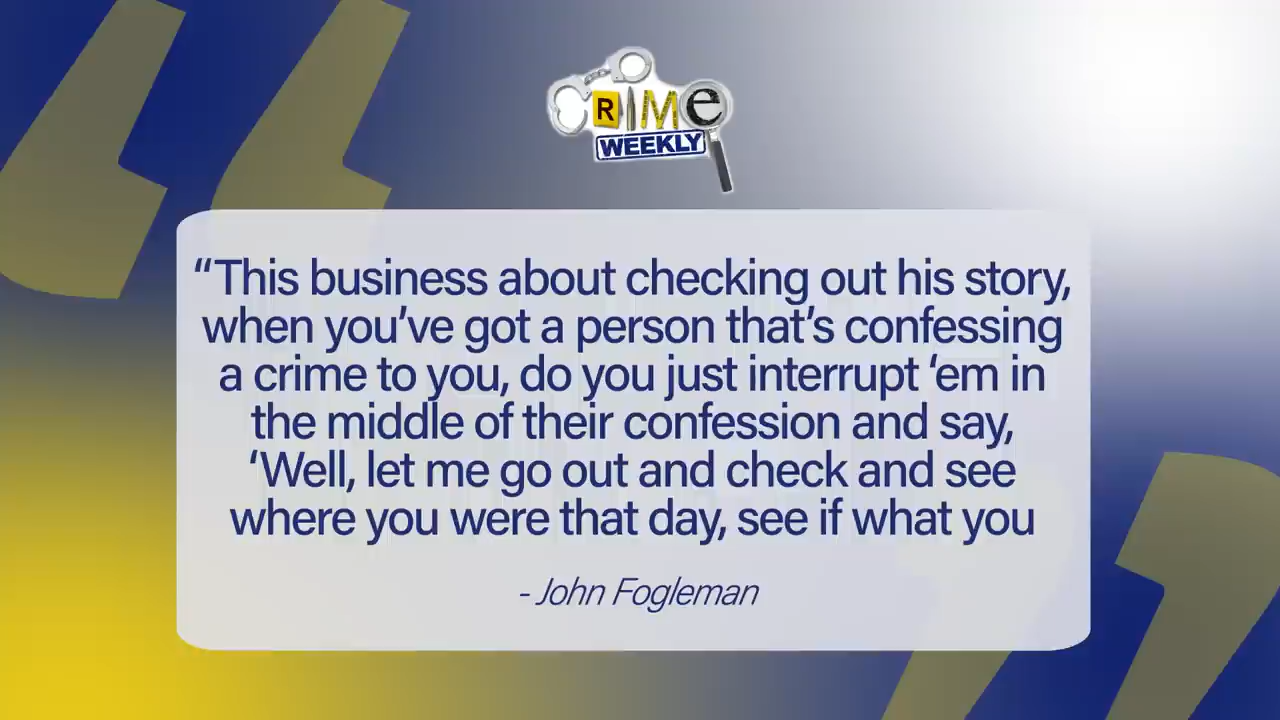 CRIME
WEEKLY
“This business about checking out his story,
when you’ve got a person that’s confessing
a crime to you, do you just interrupt ‘em in
the middle of their confession and say,
‘Well, let me go out and check and see
where you were that day, see if what you
- John Fogleman